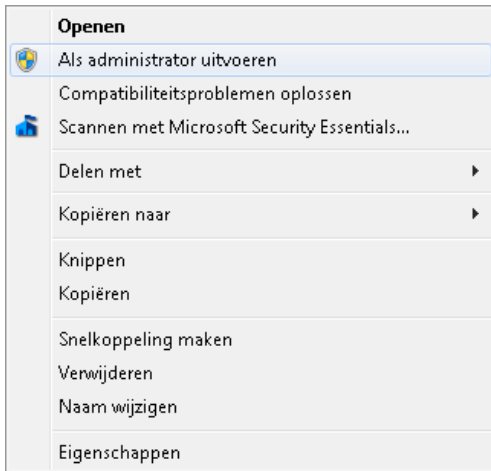 Openen
Als administrator uitvoeren
Compatibiliteitsproblemen oplossen
Scannen met Microsoft Security Essentials...
Delen met
Kopiëren naar
Knippen
Kopiëren
Snelkoppeling maken
Verwijderen
Naam wijzigen
Eigenschappen